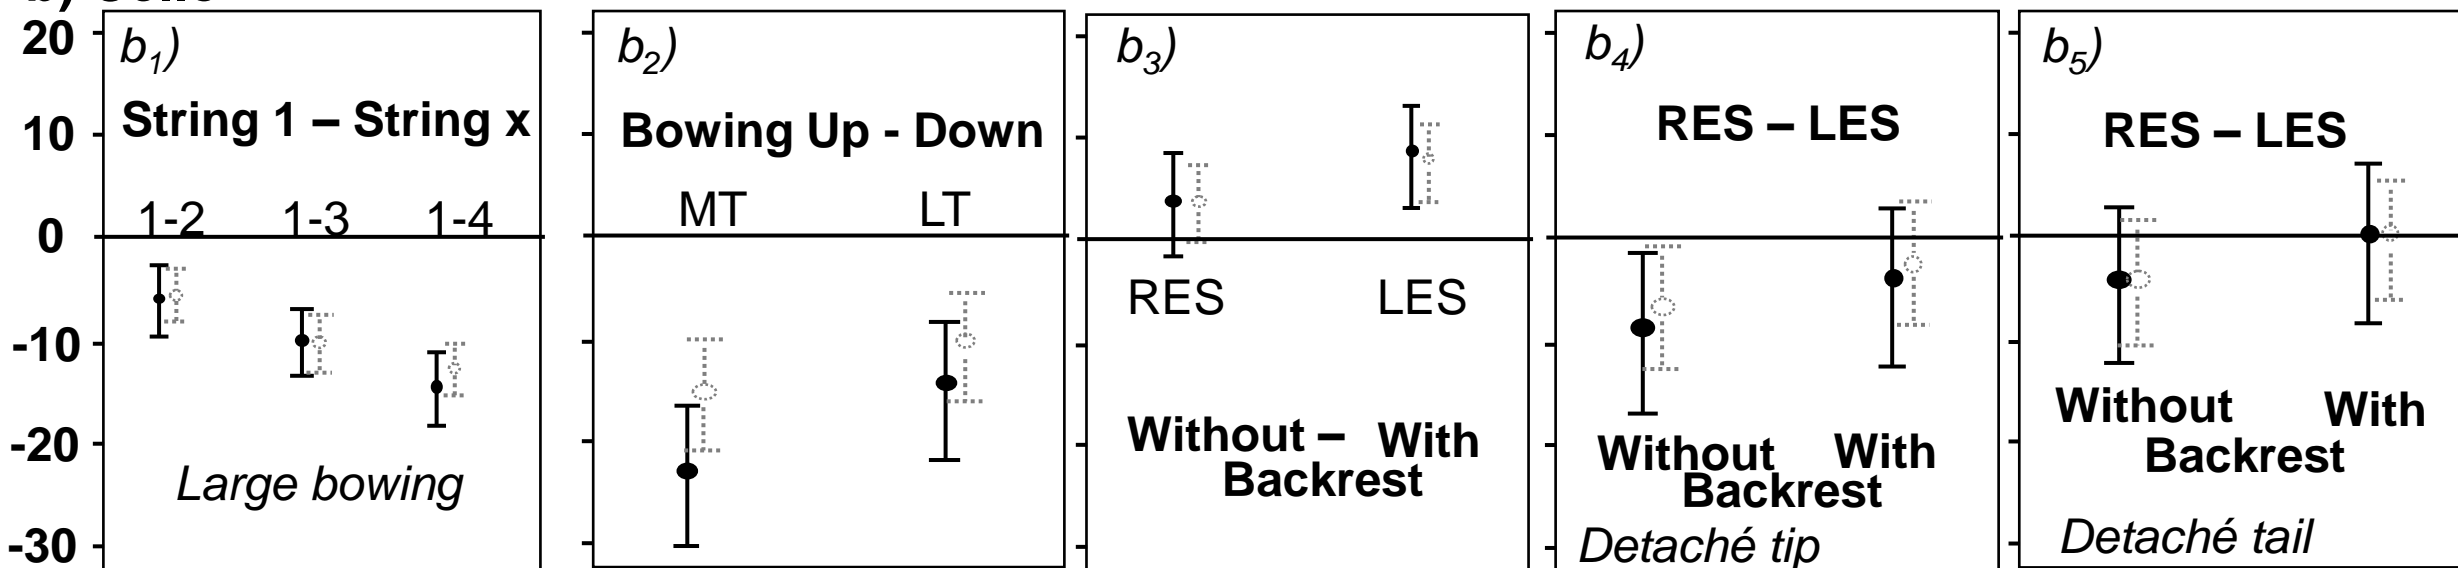 20
10
0
-10
-20
-30
b1)
String 1 – String x
1-2 1-3 1-4
Large bowing
b2)
Bowing Up - Down
MT LT
b3)
RES LES
Without – With
Backrest
b4)
RES – LES
Without With
Backrest
Detaché tip
b5)
RES – LES
Without With
Backrest
Detaché tail